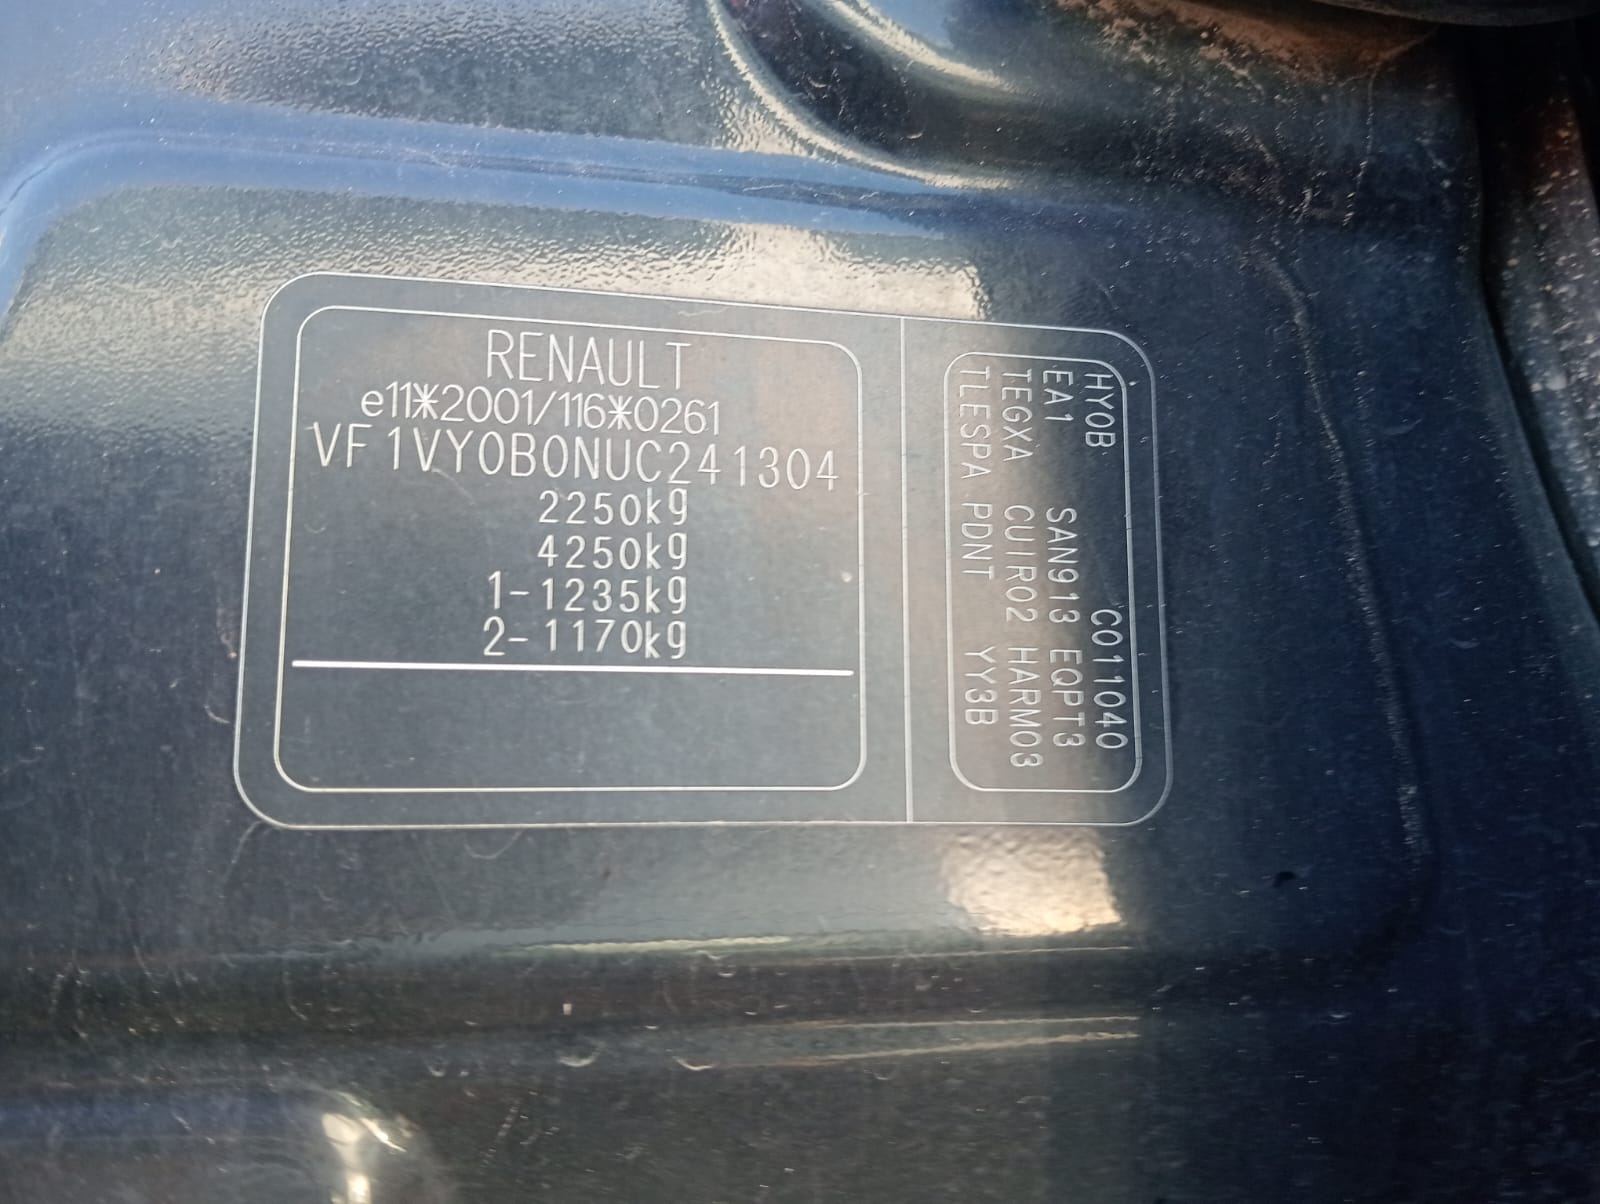 RENAULT
e11*2001/116*0261
VF1VY0B0NUC241304
2250kg
4250kg
1-1235kg
2-1170kg
HY0B C011040
EA1 SAN913 EQPT3
TEGXA CUIR02 HARM03
TLESPA PDNT YY3B